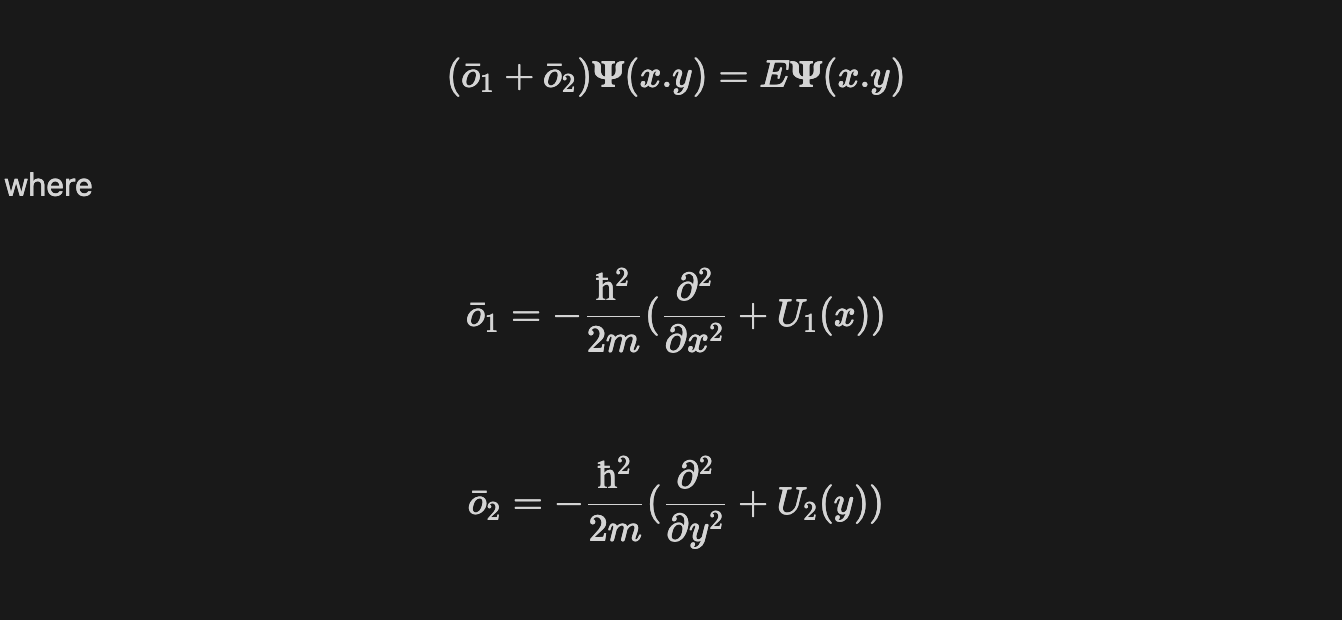 (ō₁ + ō₂)Ψ(x.y) = EΨ(x.y)
where
ō₁ = −ħ²/2m (∂²/∂x² + U₁(x))
ō₂ = −ħ²/2m (∂²/∂y² + U₂(y))